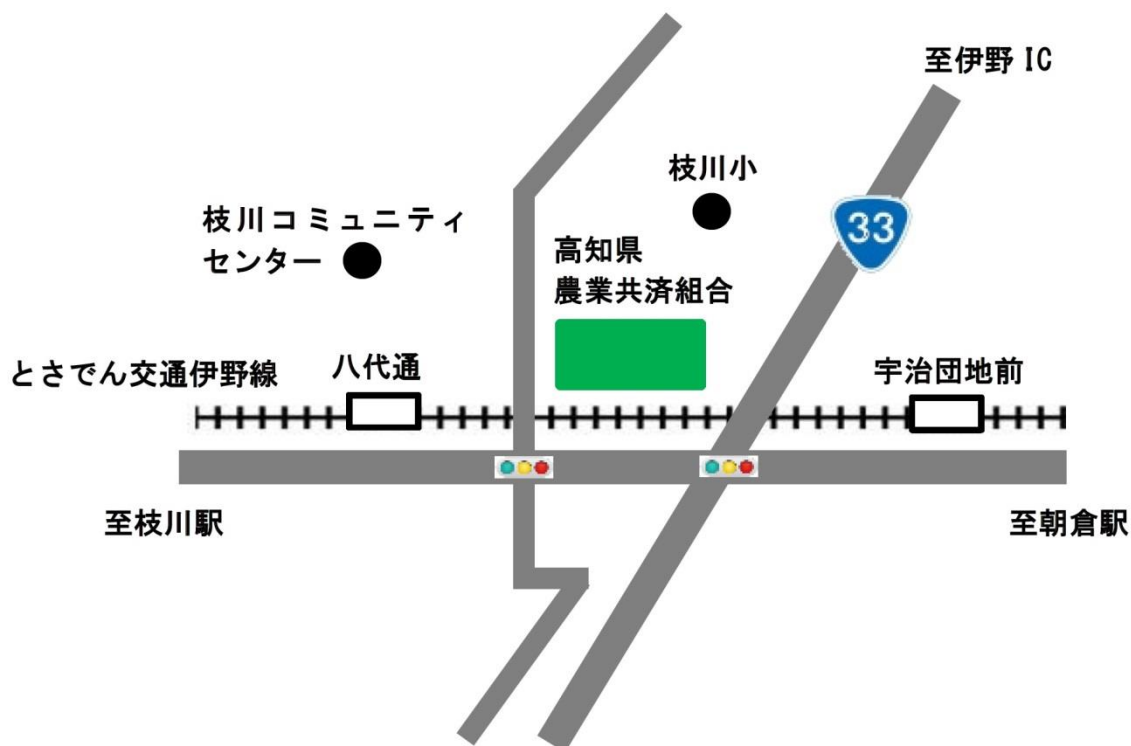 至伊野 IC
枝川小
33
枝川コミュニティ
センター
高知県
農業共済組合
とさでん交通伊野線
八代通
宇治団地前
至枝川駅
至朝倉駅